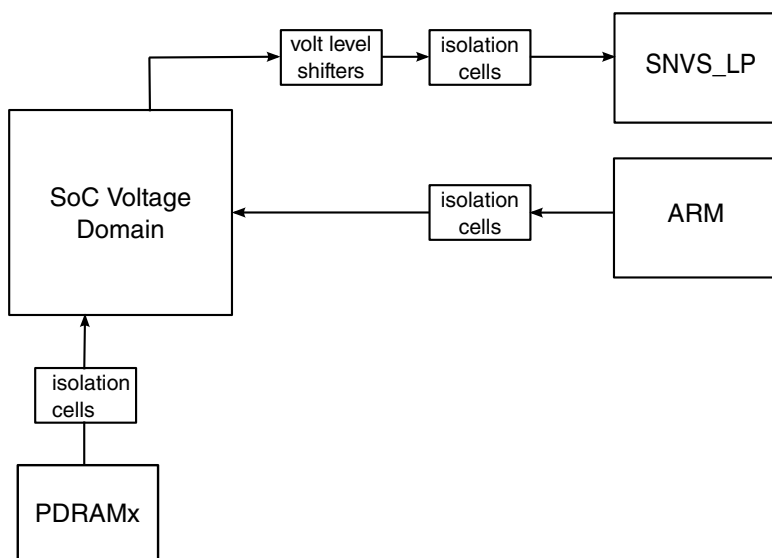 volt level
shifters
isolation
cells
SNVS_LP
SoC Voltage
Domain
isolation
cells
ARM
isolation
cells
PDRAMx